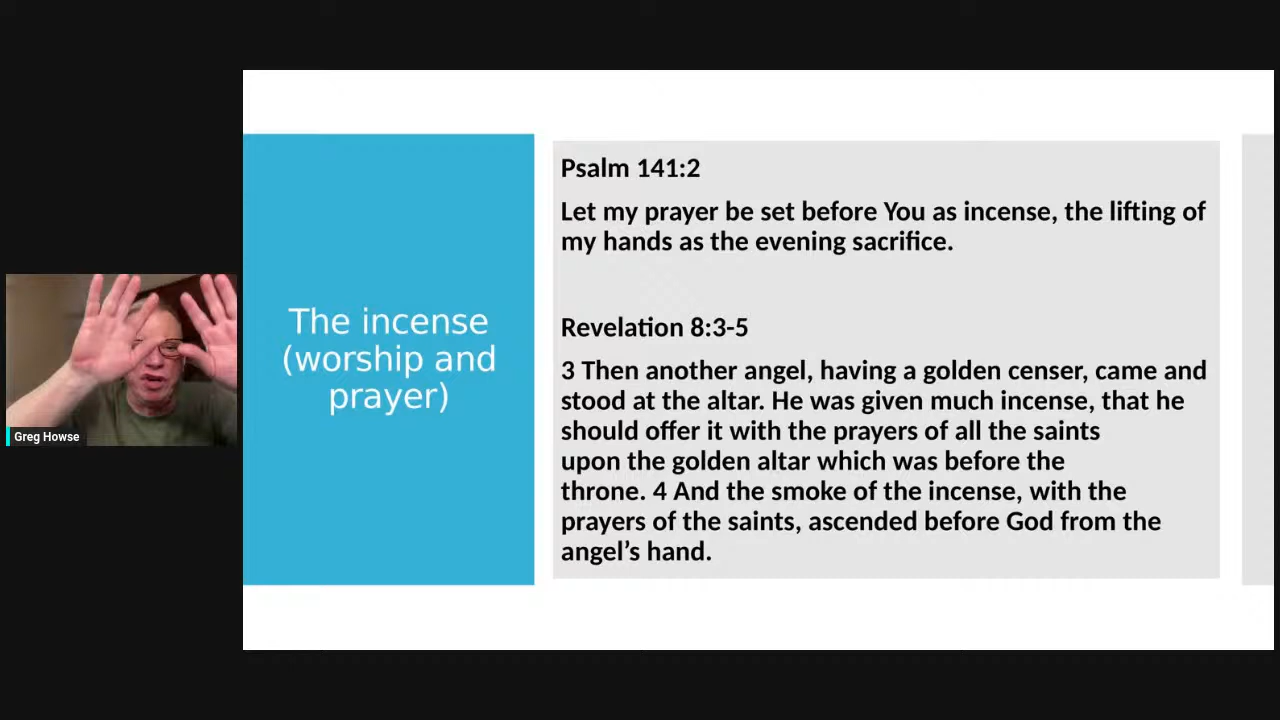 Greg Howse
The incense
(worship and
prayer)
Psalm 141:2
Let my prayer be set before You as incense, the lifting of
my hands as the evening sacrifice.
Revelation 8:3-5
3 Then another angel, having a golden censer, came and
stood at the altar. He was given much incense, that he
should offer it with the prayers of all the saints
upon the golden altar which was before the
throne. 4 And the smoke of the incense, with the
prayers of the saints, ascended before God from the
angel’s hand.